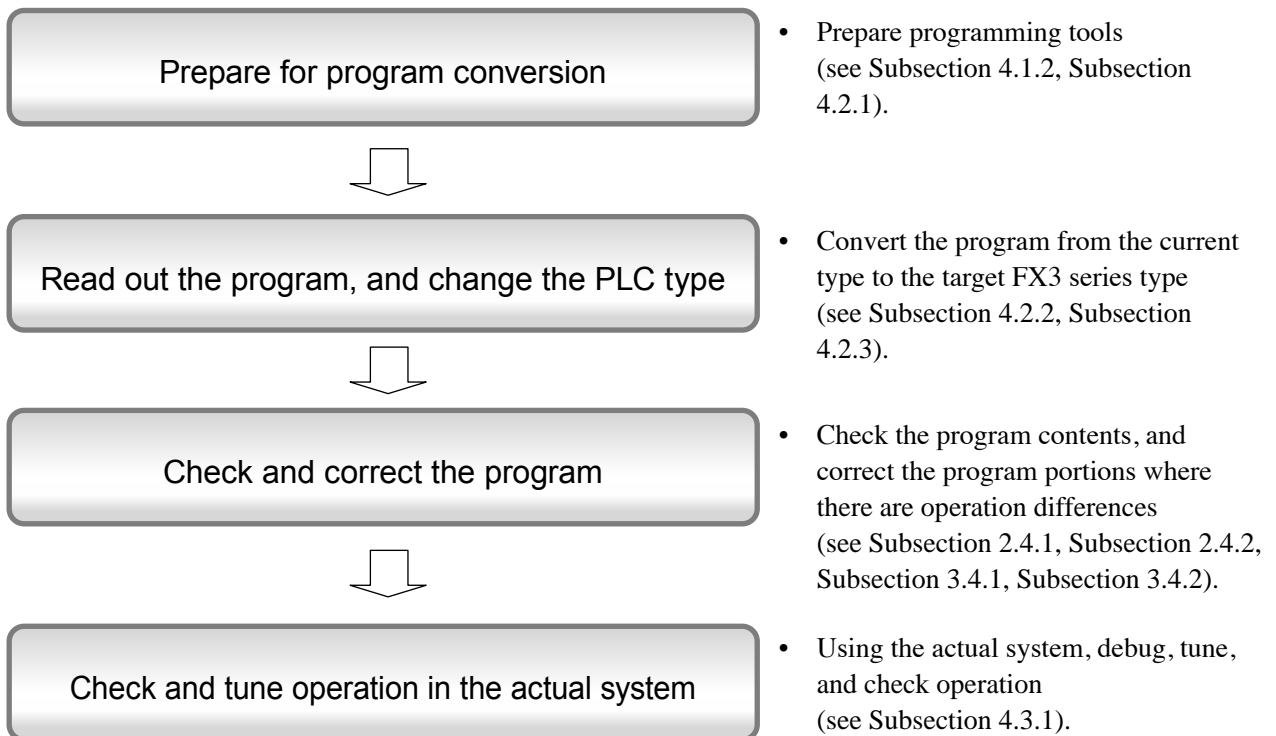 Prepare for program conversion
• Prepare programming tools
(see Subsection 4.1.2, Subsection
4.2.1).
Read out the program, and change the PLC type
• Convert the program from the current
type to the target FX3 series type
(see Subsection 4.2.2, Subsection
4.2.3).
Check and correct the program
• Check the program contents, and
correct the program portions where
there are operation differences
(see Subsection 2.4.1, Subsection 2.4.2,
Subsection 3.4.1, Subsection 3.4.2).
Check and tune operation in the actual system
• Using the actual system, debug, tune,
and check operation
(see Subsection 4.3.1).